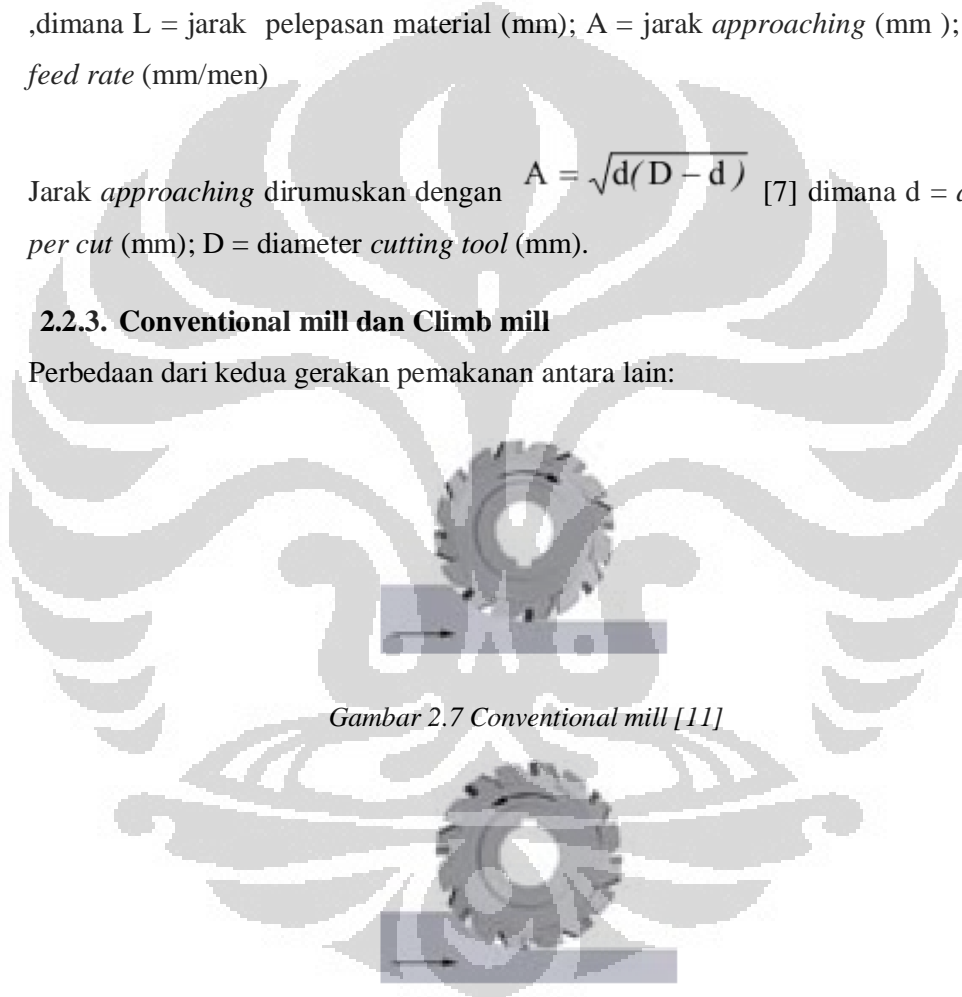 ,dimana L = jarak pelepasan material (mm); A = jarak approaching (mm );
feed rate (mm/men)
Jarak approaching dirumuskan dengan A = √d( D – d ) [7] dimana d =
per cut (mm); D = diameter cutting tool (mm).
2.2.3. Conventional mill dan Climb mill
Perbedaan dari kedua gerakan pemakanan antara lain:
Gambar 2.7 Conventional mill [11]